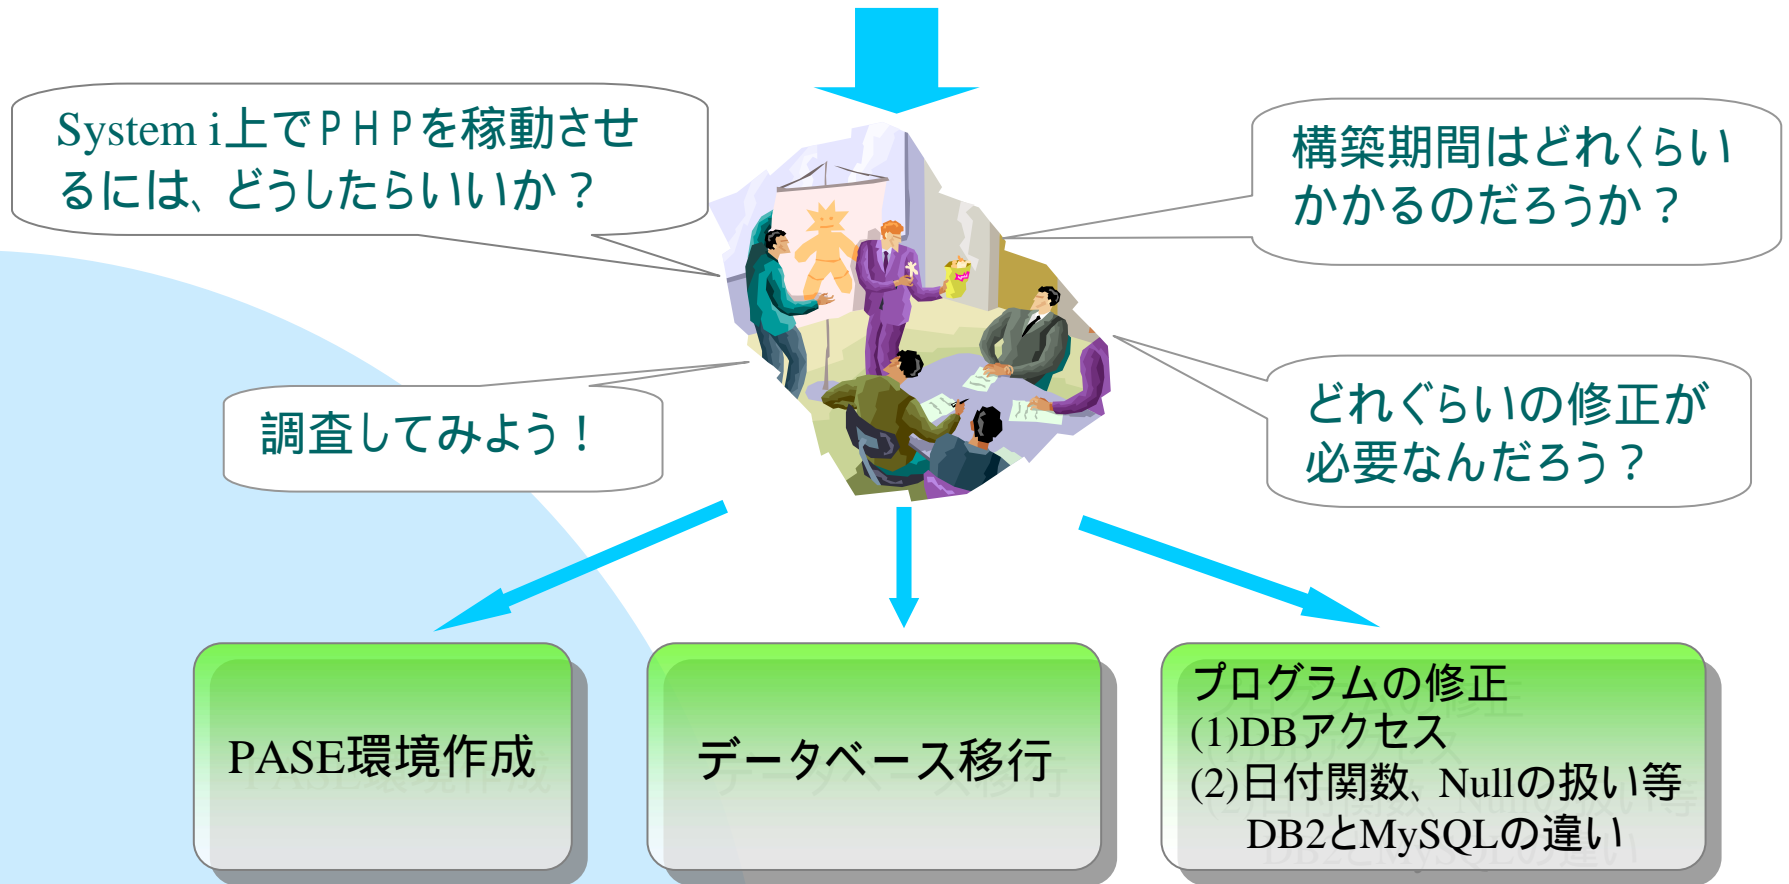 System i上でＰＨＰを稼動させ
るには、どうしたらいいか？
構築期間はどれくらい
かかるのだろうか？
調査してみよう！
どれぐらいの修正が
必要なんだろう？
PASE環境作成
データベース移行
プログラムの修正
(1)DBアクセス
(2)日付関数、Nullの扱い等
DB2とMySQLの違い